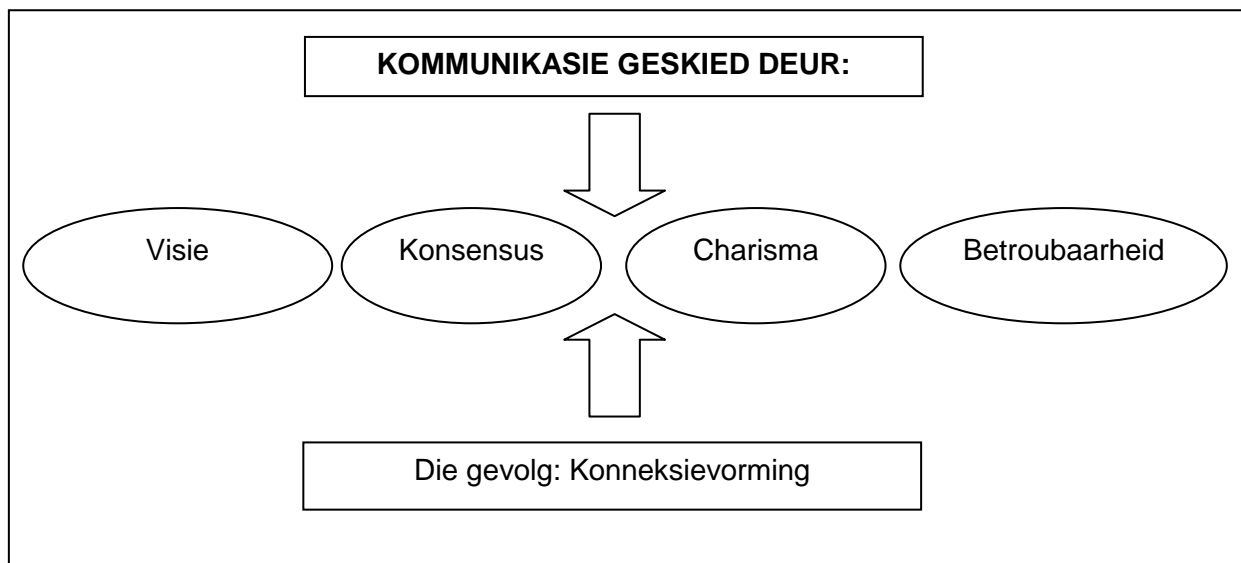 KOMMUNIKASIE GESKIED DEUR:
Visie
Konsensus
Charisma
Betroubaarheid
Die gevolg: Konneksievorming